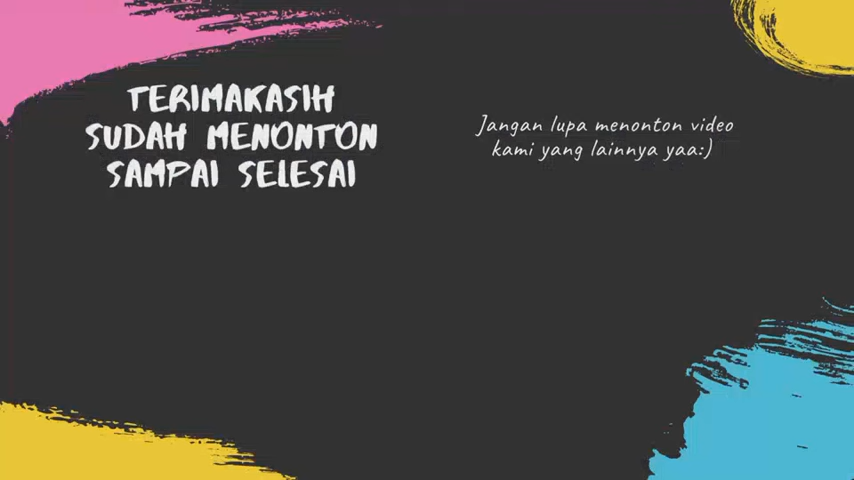 TERIMAKASIH
SUDAH MENONTON
SAMPAI SELESAI
Jangan lupa menonton video
kami yang lainnya yaa:)